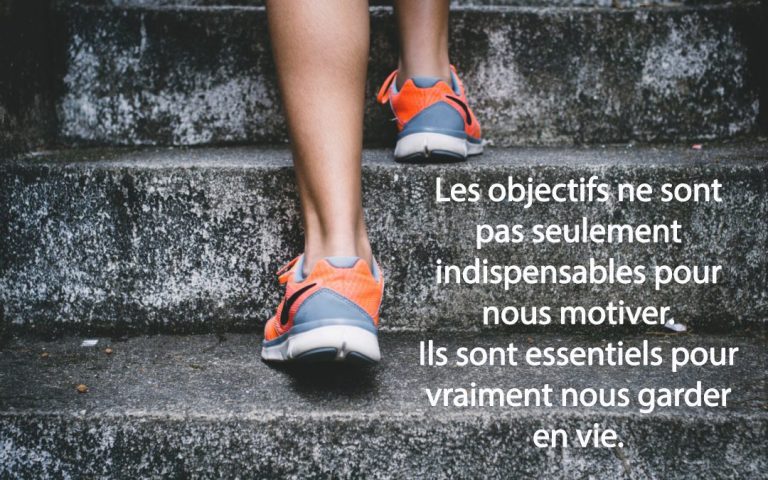 Les objectifs ne sont
pas seulement
indispensables pour
nous motiver.
Ils sont essentiels pour
vraiment nous garder
en vie.